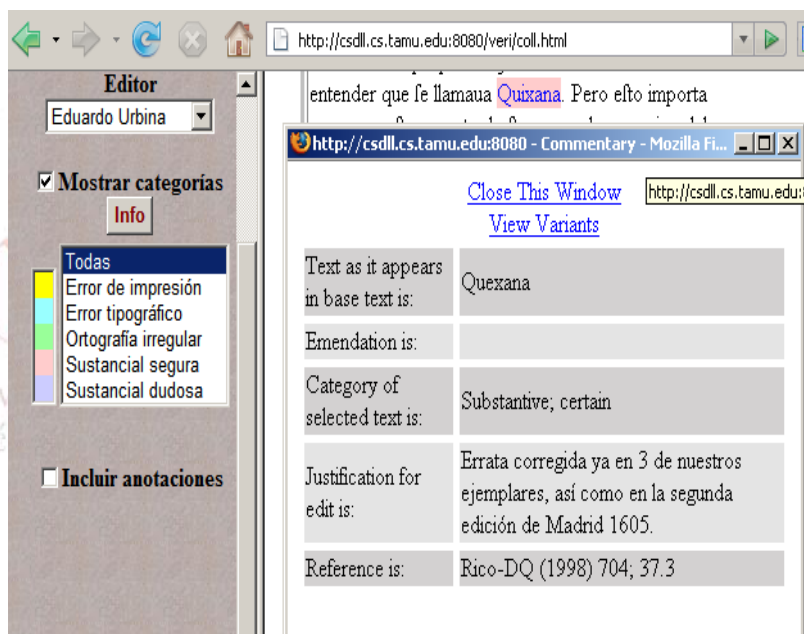 http://csdll.cs.tamu.edu:8080/veri/coll.html
Editor
Eduardo Urbina
Mostrar categorías
Info
Todas
Error de impresión
Error tipográfico
Ortografía irregular
Sustancial segura
Sustancial dudosa
Incluir anotaciones
entender que ſe llamaua Quixana. Pero eſto importa
http://csdll.cs.tamu.edu:8080 - Commentary - Mozilla Fi...
Close This Window
http://csdll.cs.tamu.edu:
View Variants
Text as it appears
in base text is:
Quexana
Emendation is:
Category of
selected text is:
Substantive; certain
Justification for
edit is:
Errata corregida ya en 3 de nuestros
ejemplares, así como en la segunda
edición de Madrid 1605.
Reference is:
Rico-DQ (1998) 704; 37.3